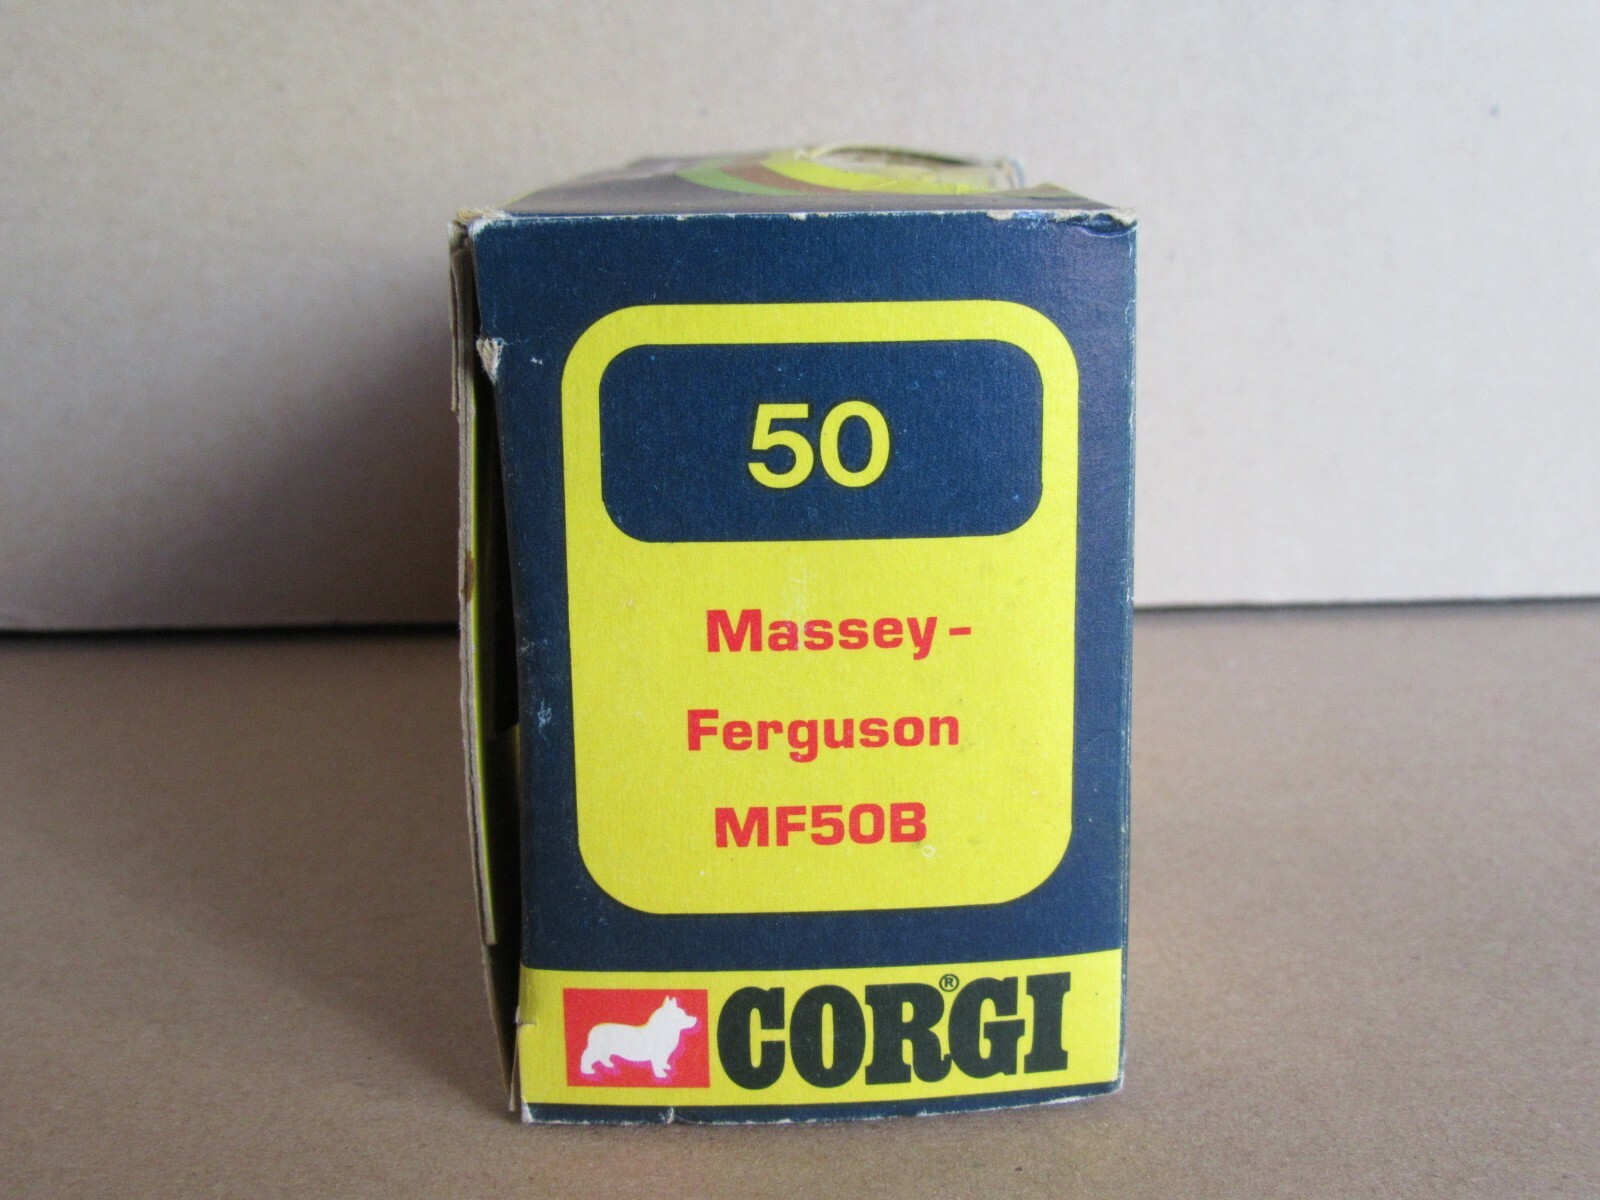 50
Massey-
Ferguson
MF50B
CORGI®